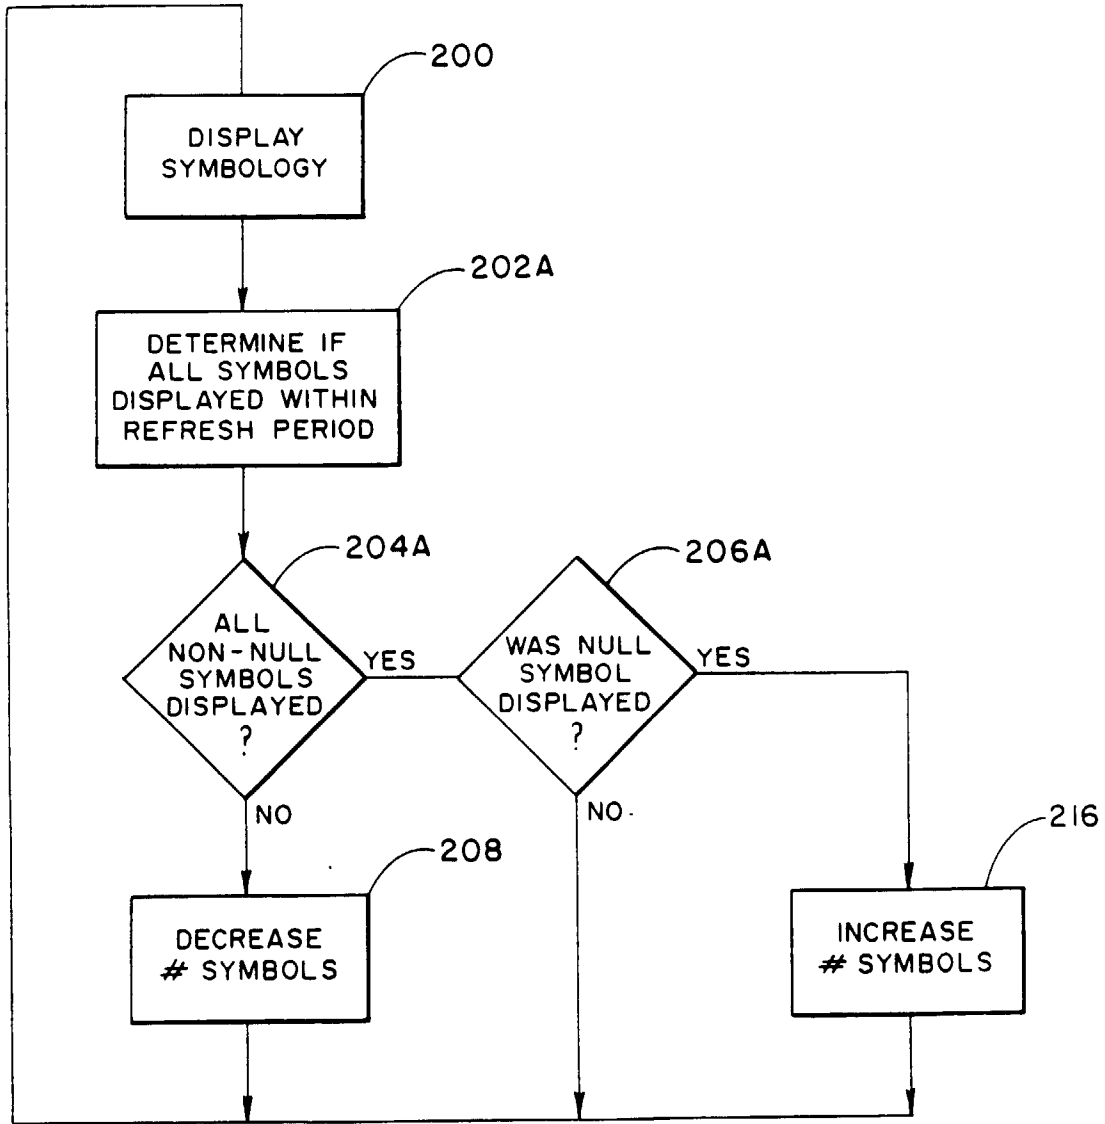 200
DISPLAY
SYMBOLOGY
202A
DETERMINE IF
ALL SYMBOLS
DISPLAYED WITHIN
REFRESH PERIOD
204A
ALL
NON-NULL
SYMBOLS
DISPLAYED
?
YES
NO
206A
WAS NULL
SYMBOL
DISPLAYED
?
YES
NO
208
DECREASE
# SYMBOLS
216
INCREASE
# SYMBOLS